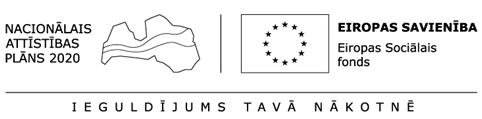 NACIONĀLAIS
ATTĪSTĪBAS
PLĀNS 2020
EIROPAS SAVIENĪBA
Eiropas Sociālais
fonds
IEGULDĪJUMS TAVĀ NĀKOTNĒ